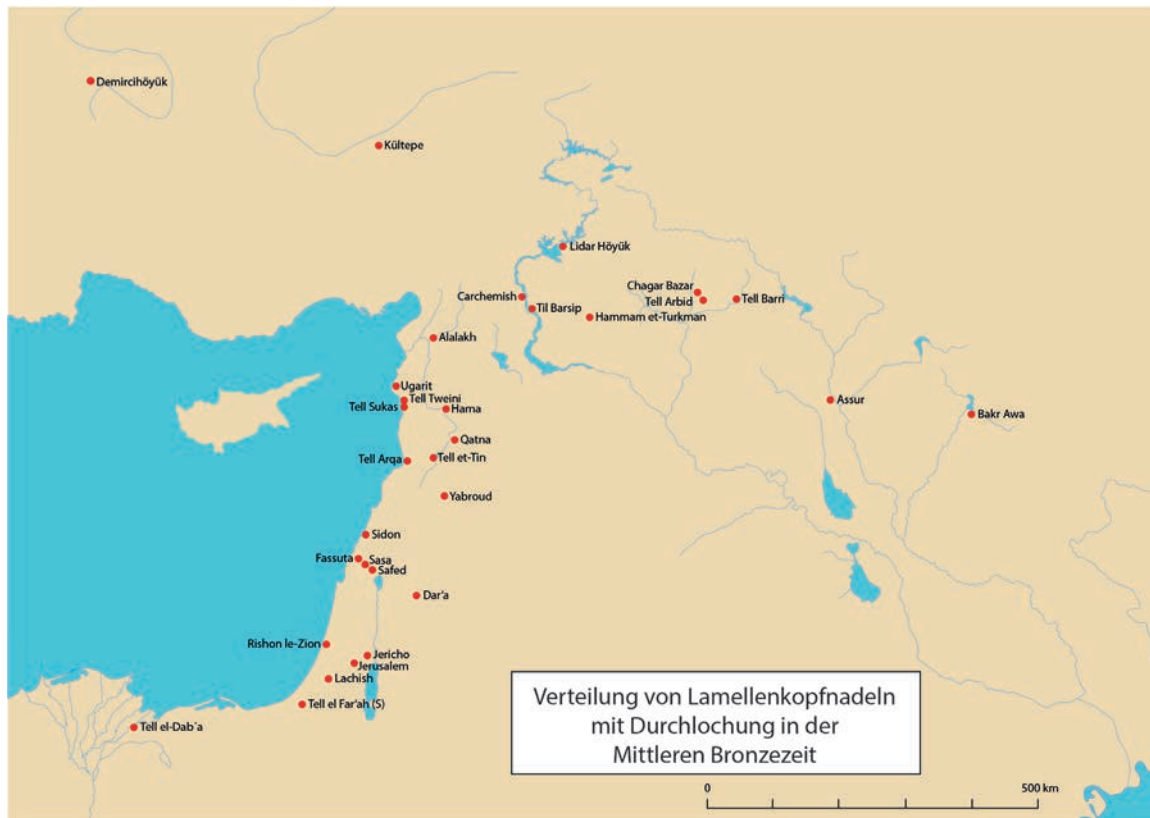 Demircihöyük
Kültepe
Lidar Höyük
Chagar Bazar
Carchemish
Tell Arbid
Tell Barri
Til Barsip
Hammam et-Turkman
Alalakh
Ugarit
Tell Tweini
Tell Sukas
Hama
Assur
Bakr Awa
Qatna
Tell Arqa
Tell et-Tin
Yabroud
Sidon
Fassuta
Sasa
Safed
Dar'a
Rishon le-Zion
Jericho
Jerusalem
Lachish
Tell el Far'ah (S)
Tell el-Dab´a
Verteilung von Lamellenkopfnadeln
mit Durchlochung in der
Mittleren Bronzezeit
0
500 km